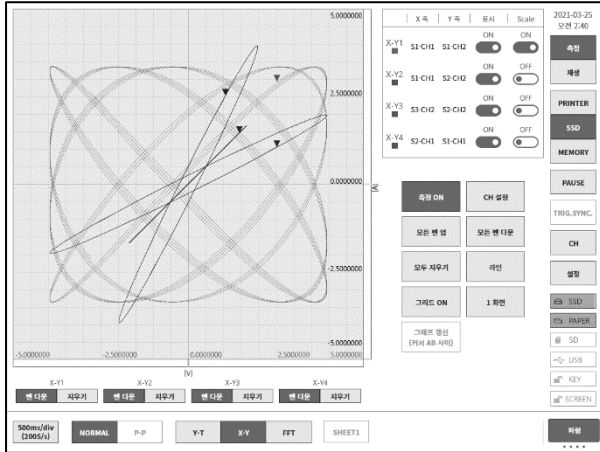 2021-03-25
오전 2:40
X 축 Y 축 표시 Scale
X-Y1 S1-CH1 S1-CH2 ON ON
X-Y2 S1-CH1 S1-CH2 ON OFF
X-Y3 S3-CH2 S2-CH2 ON OFF
X-Y4 S2-CH1 S1-CH1 ON OFF
5.0000000
2.5000000
0.0000000
-2.5000000
-5.0000000
[V]
-5.0000000 0.0000000 2.5000000 5.0000000
[V]
측정 ON CH 설정
모든 펜 업 모든 펜 다운
모두 지우기 라인
그리드 ON 1 화면
그래프 갱신
(커서 AB 사이)
측정
재생
PRINTER
SSD
MEMORY
PAUSE
TRIG.SYNC.
CH
설정
SSD
PAPER
SD
USB
KEY
SCREEN
X-Y1 X-Y2 X-Y3 X-Y4
펜 다운 지우기 펜 다운 지우기 펜 다운 지우기 펜 다운 지우기
500ms/div
(200S/s)
NORMAL P-P Y-T X-Y FFT SHEET1
파형